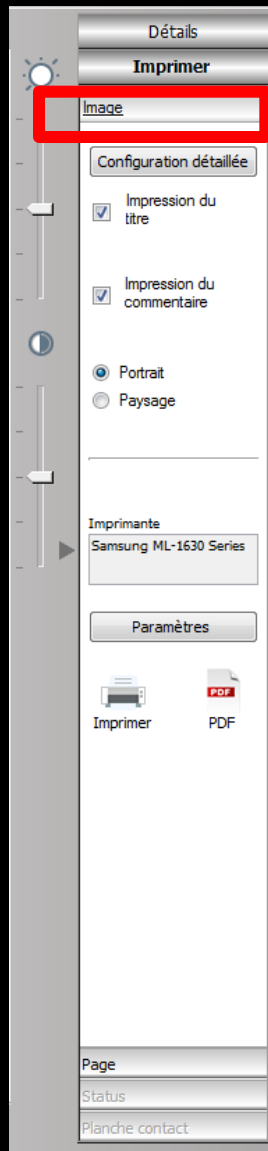 Détails
Imprimer
Image
Configuration détaillée
Impression du
titre
Impression du
commentaire
Portrait
Paysage
Imprimante
Samsung ML-1630 Series
Paramètres
PDF
Imprimer
PDF
Page
Status
Planche contact